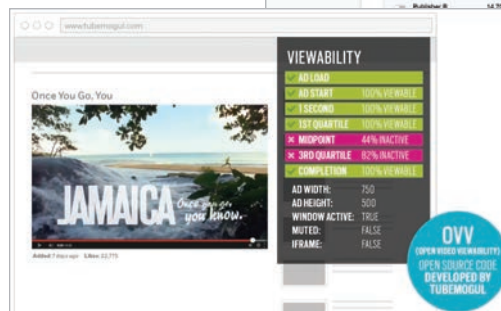 Publisher B
www.tubemogul.com
VIEWABILITY
AD LOAD
AD START 100% VIEWABLE
1 SECOND 100% VIEWABLE
1ST QUARTILE 100% VIEWABLE
MIDPOINT 44% INACTIVE
3RD QUARTILE 82% INACTIVE
COMPLETION 100% VIEWABLE
AD WIDTH: 750
AD HEIGHT: 500
WINDOW ACTIVE: TRUE
MUTED: FALSE
IFRAME: FALSE
Once You Go, You
JAMAICA
Once you go,
you know.
Added 7 days ago Likes: 22,775
OVV
(OPEN VIDEO VIEWABILITY)
OPEN SOURCE CODE
DEVELOPED BY
TUBEMOGUL